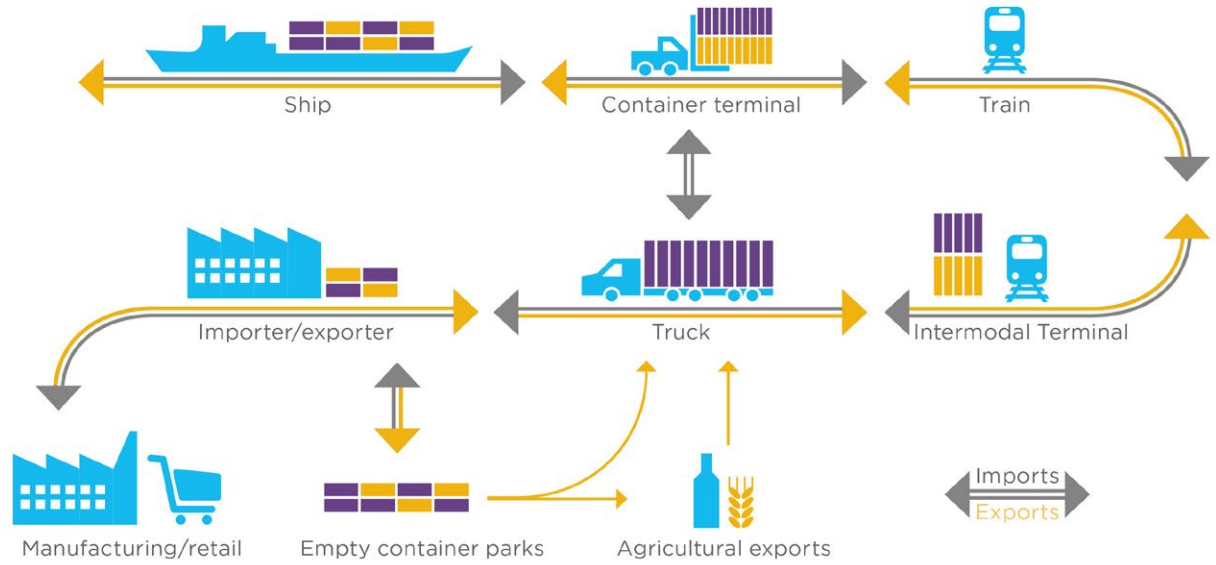 Ship
Container terminal
Train
Importer/exporter
Truck
Intermodal Terminal
Manufacturing/retail
Empty container parks
Agricultural exports
Imports
Exports